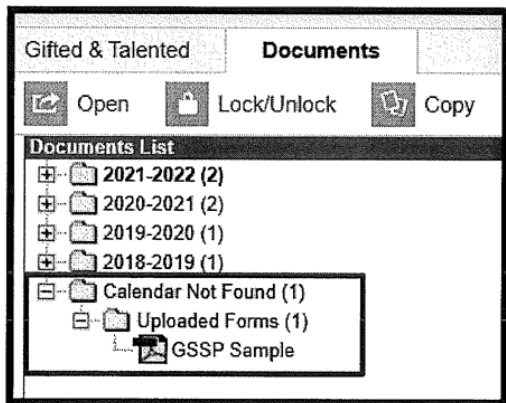 Gifted & Talented Documents
Open Lock/Unlock Copy
Documents List
2021-2022 (2)
2020-2021 (2)
2019-2020 (1)
2018-2019 (1)
Calendar Not Found (1)
Uploaded Forms (1)
GSSP Sample